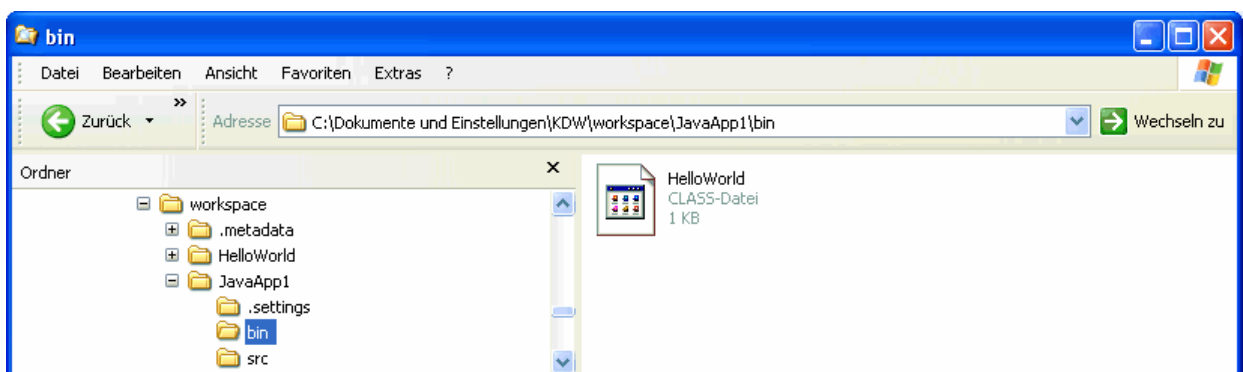 bin
Datei Bearbeiten Ansicht Favoriten Extras ?
Zurück » Adresse C:\Dokumente und Einstellungen\KDW\workspace\JavaApp1\bin Wechseln zu
Ordner
workspace
.metadata
HelloWorld
JavaApp1
.settings
bin
src
HelloWorld
CLASS-Datei
1 KB